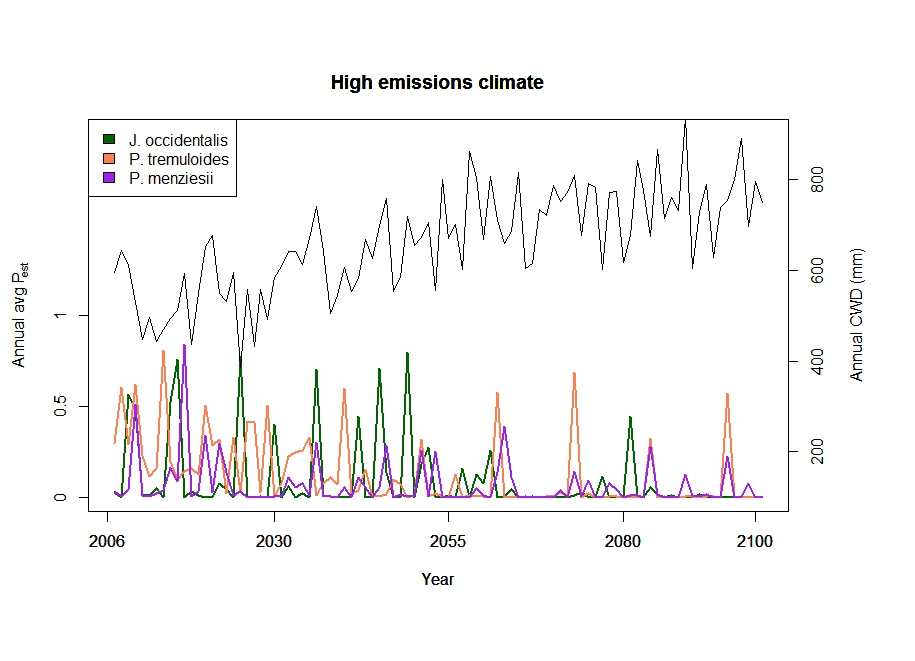 High emissions climate
J. occidentalis
P. tremuloides
P. menziesii
Annual avg Pest
0
0.5
1
200
400
600
800
Annual CWD (mm)
2006
2030
2055
2080
2100
Year